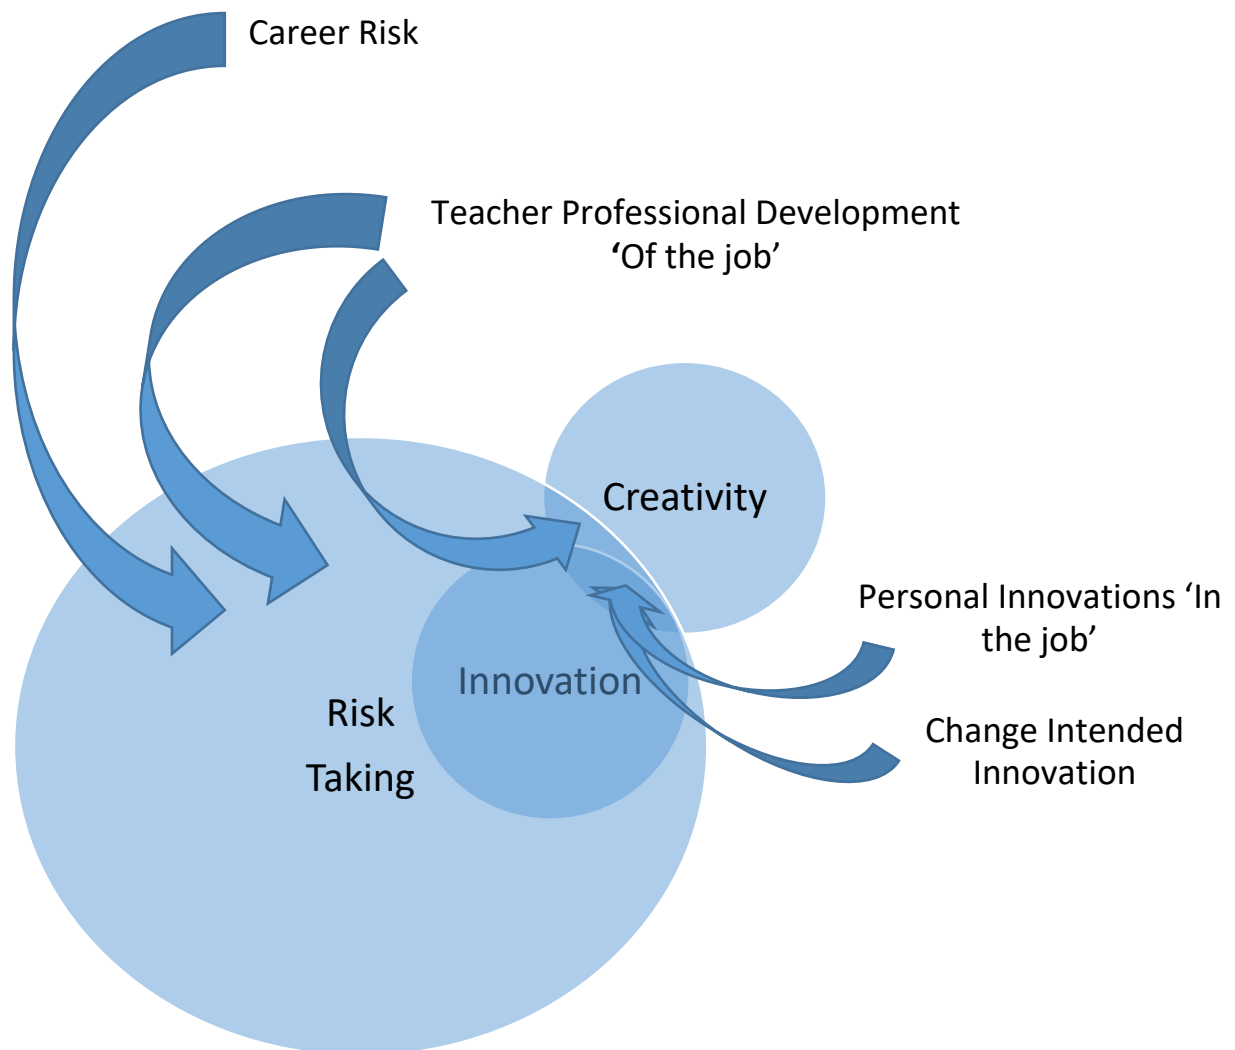 Career Risk
Teacher Professional Development
‘Of the job’
Creativity
Personal Innovations ‘In
the job’
Innovation
Risk
Taking
Change Intended
Innovation